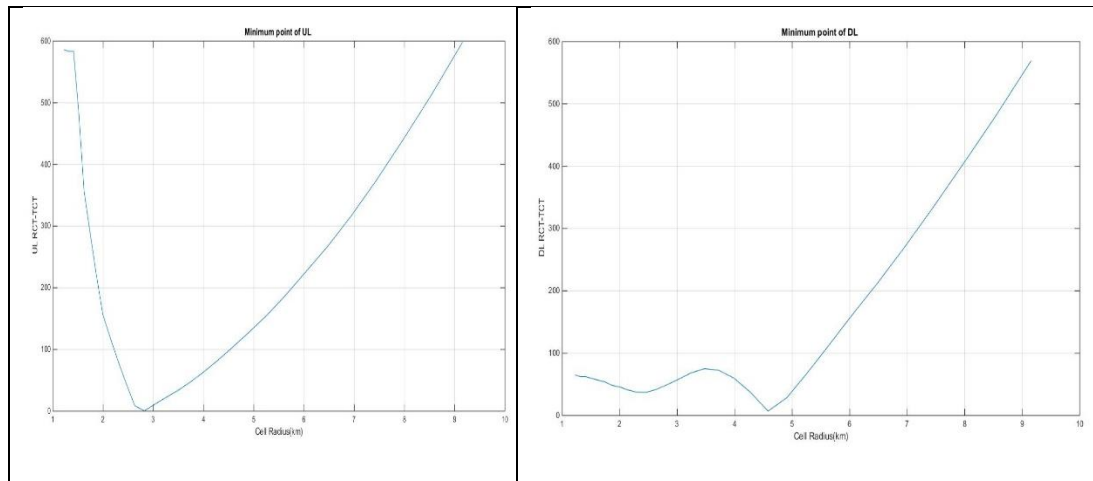 Minimum point of UL
600
500
400
300
200
100
0
UL RCT-TCT
1 2 3 4 5 6 7 8 9 10
Cell Radius(km)
Minimum point of DL
600
500
400
300
200
100
0
DL RCT-TCT
1 2 3 4 5 6 7 8 9 10
Cell Radius(km)